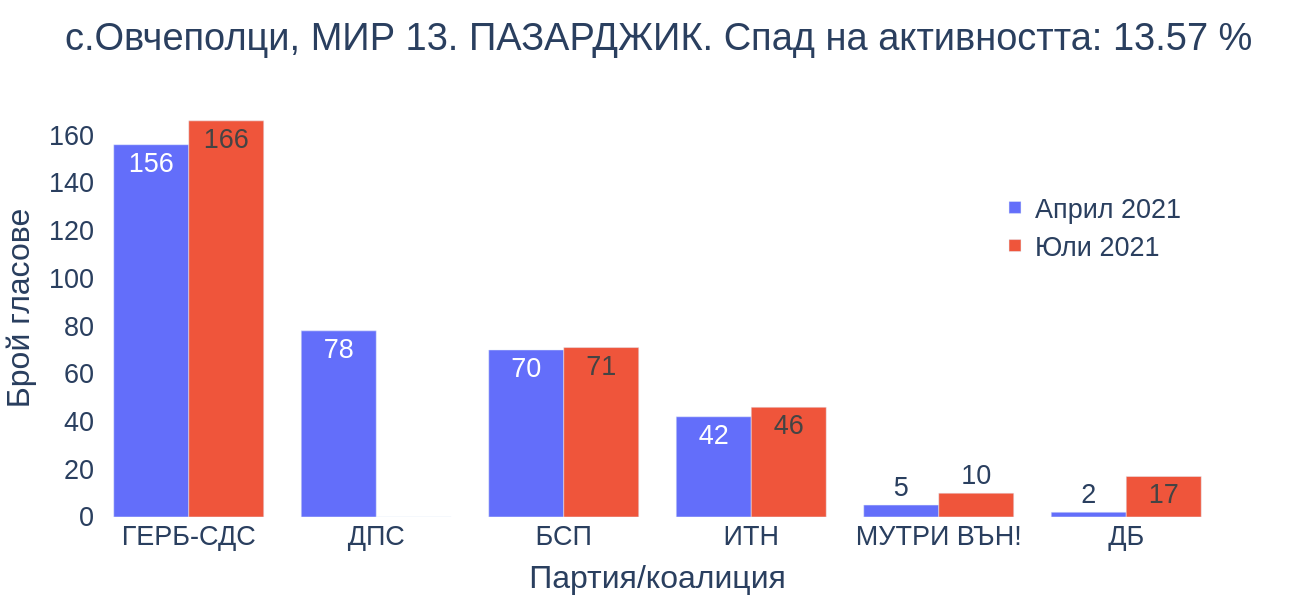 с.Овчеполци, МИР 13. ПАЗАРДЖИК. Спад на активността: 13.57 %
Брой гласове
160
140
120
100
80
60
40
20
0
156
166
78
70
71
42
46
5
10
2
17
Април 2021
Юли 2021
ГЕРБ-СДС
ДПС
БСП
ИТН
МУТРИ ВЪН!
ДБ
Партия/коалиция